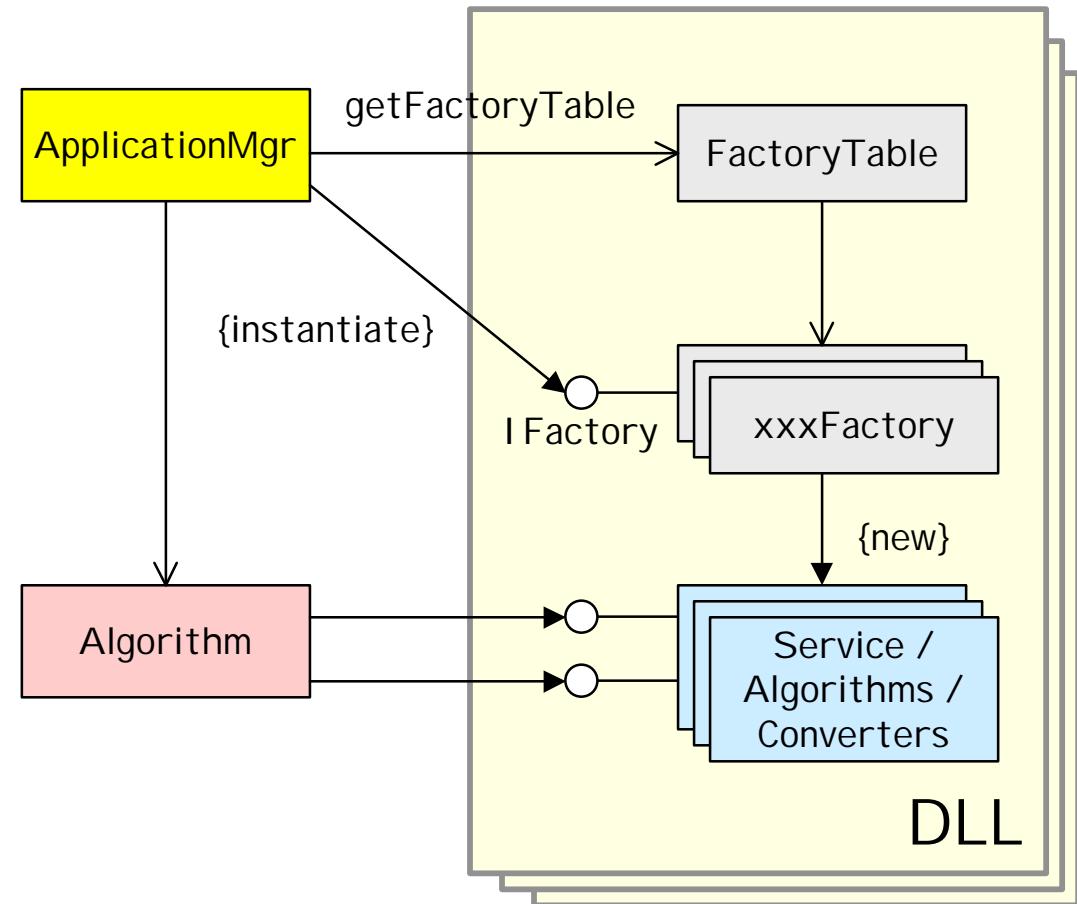 getFactoryTable
ApplicationMgr
FactoryTable
{instantiate}
IFactory
xxxFactory
{new}
Algorithm
Service /
Algorithms /
Converters
DLL